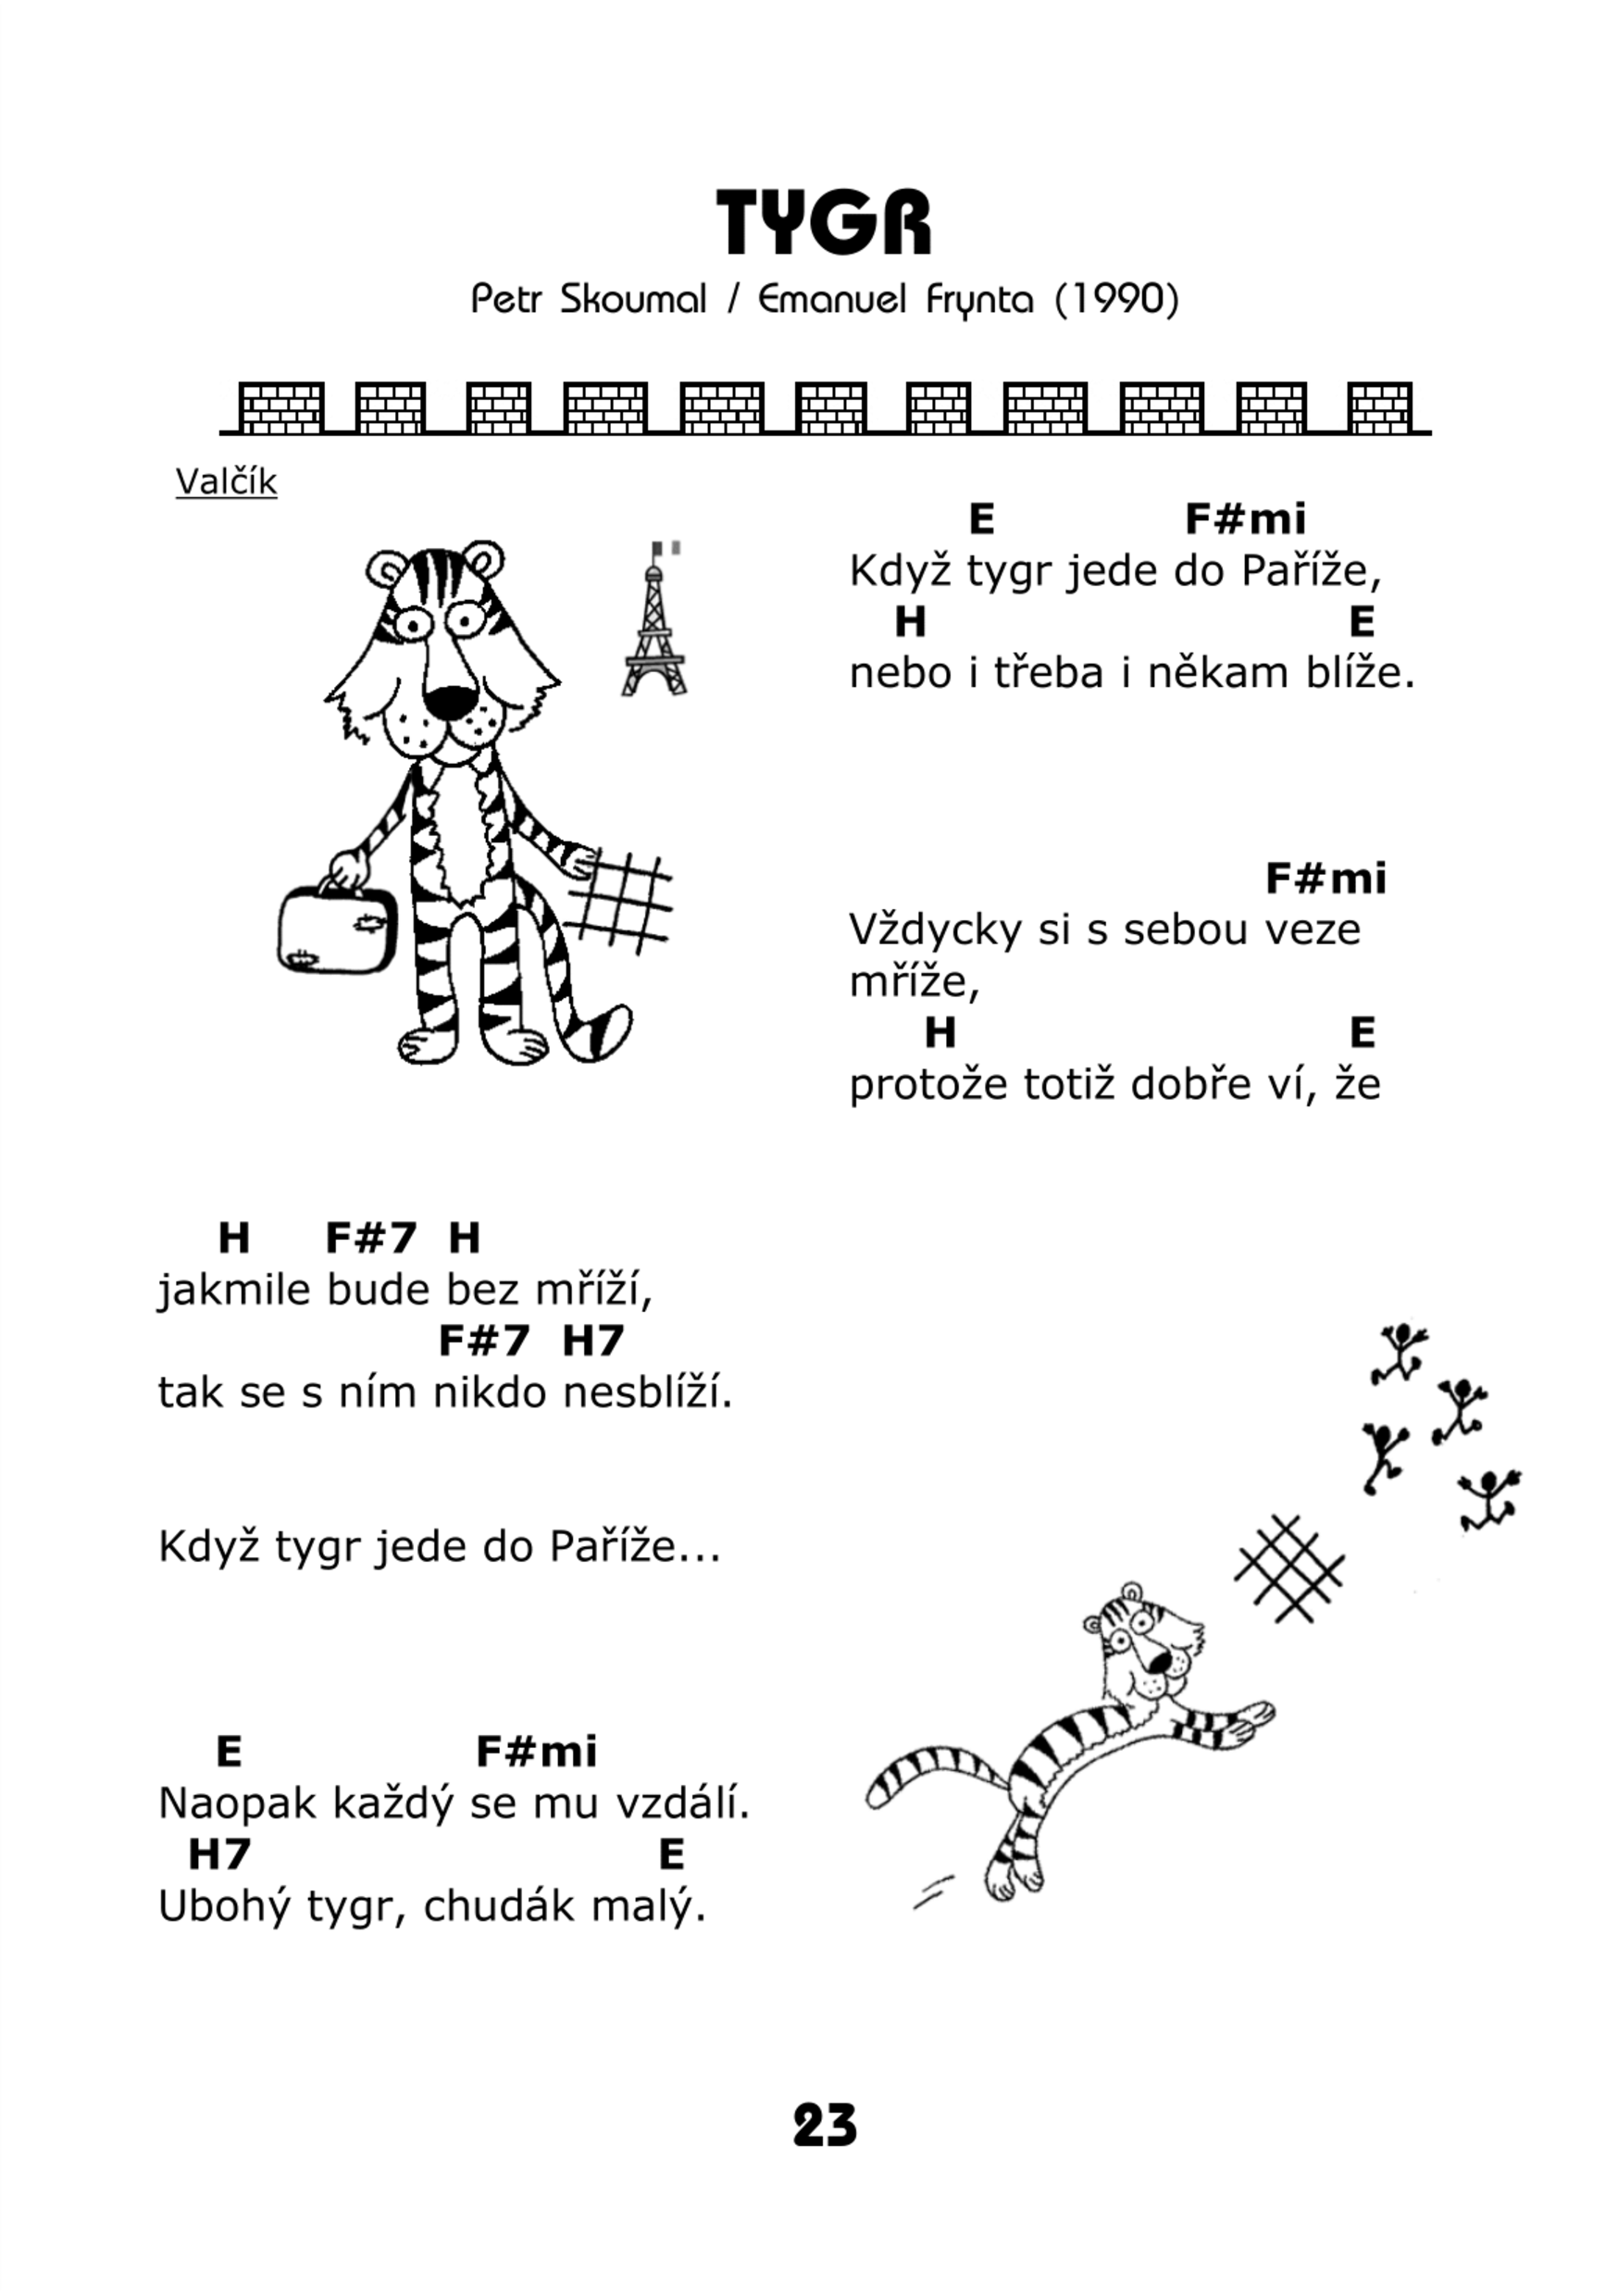 TYGR
Petr Skoumal / Emanuel Frynta (1990)
Valčík
E F#mi
Když tygr jede do Paříže,
H E
nebo i třeba i někam blíže.
F#mi
Vždycky si s sebou veze
mříže,
H E
protože totiž dobře ví, že
H F#7 H
jakmile bude bez mříží,
F#7 H7
tak se s ním nikdo nesblíží.
Když tygr jede do Paříže...
E F#mi
Naopak každý se mu vzdálí.
H7 E
Ubohý tygr, chudák malý.
23